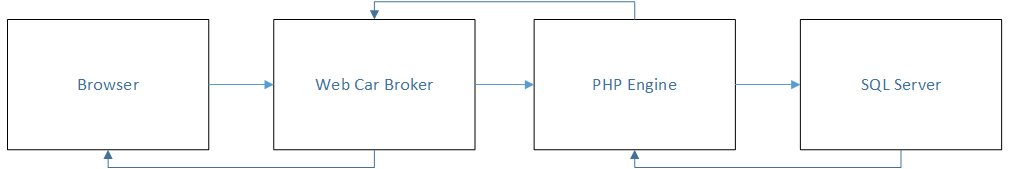 Browser
Web Car Broker
PHP Engine
SQL Server